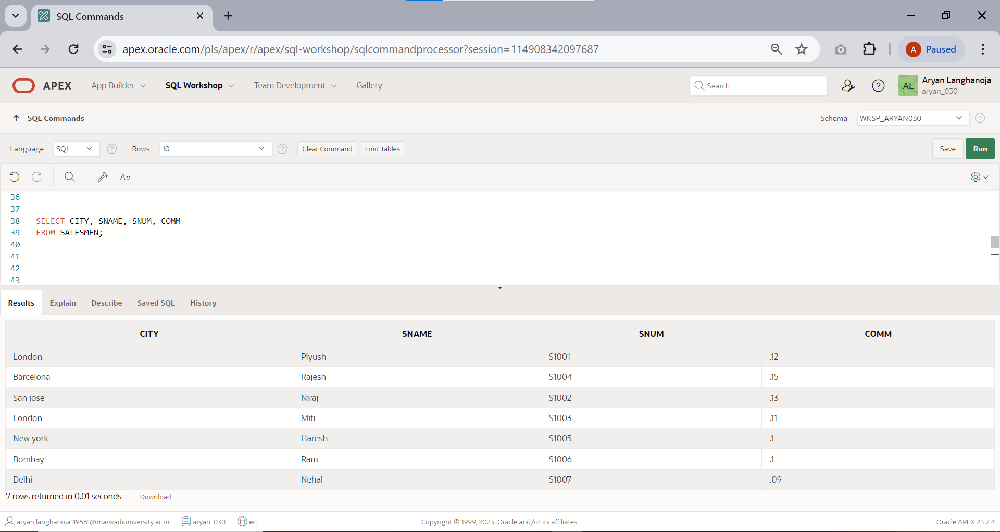 SQL Commands
apex.oracle.com/pls/apex/r/apex/sql-workshop/sqlcommandprocessor?session=114908342097687
A Paused
APEX App Builder SQL Workshop Team Development Gallery Search AL Aryan Langhanoja
aryan_030
SQL Commands Schema WKSP_ARYAN030
Language SQL Rows 10 Clear Command Find Tables Save Run
A::
36
37
38 SELECT CITY, SNAME, SNUM, COMM
39 FROM SALESMEN;
40
41
42
43
Results Explain Describe Saved SQL History
CITY SNAME SNUM COMM
London Piyush S1001 .12
Barcelona Rajesh S1004 .15
San jose Niraj S1002 .13
London Miti S1003 .11
New york Haresh S1005 .1
Bombay Ram S1006 .1
Delhi Nehal S1007 .09
7 rows returned in 0.01 seconds Download
aryan.langhanoja119561@marwadiuniversity.ac.in aryan_030 en Copyright © 1999, 2023, Oracle and/or its affiliates. Oracle APEX 23.2.4